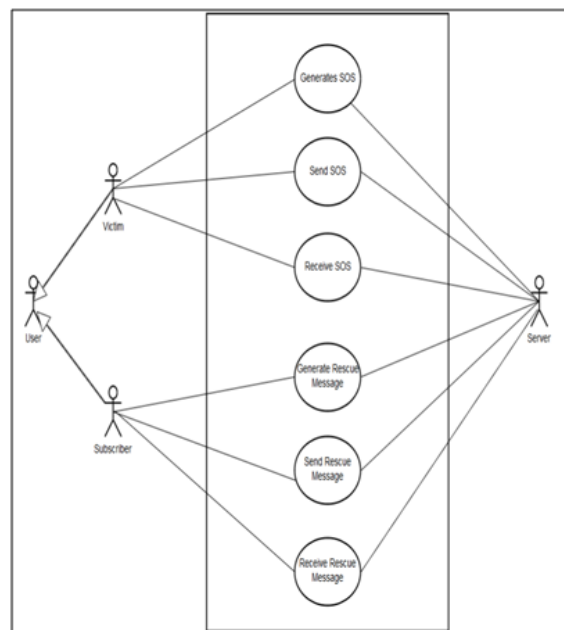 Generates SOS
Send SOS
Victim
Receive SOS
User
Server
Generate Rescue
Message
Subscriber
Send Rescue
Message
Receive Rescue
Message